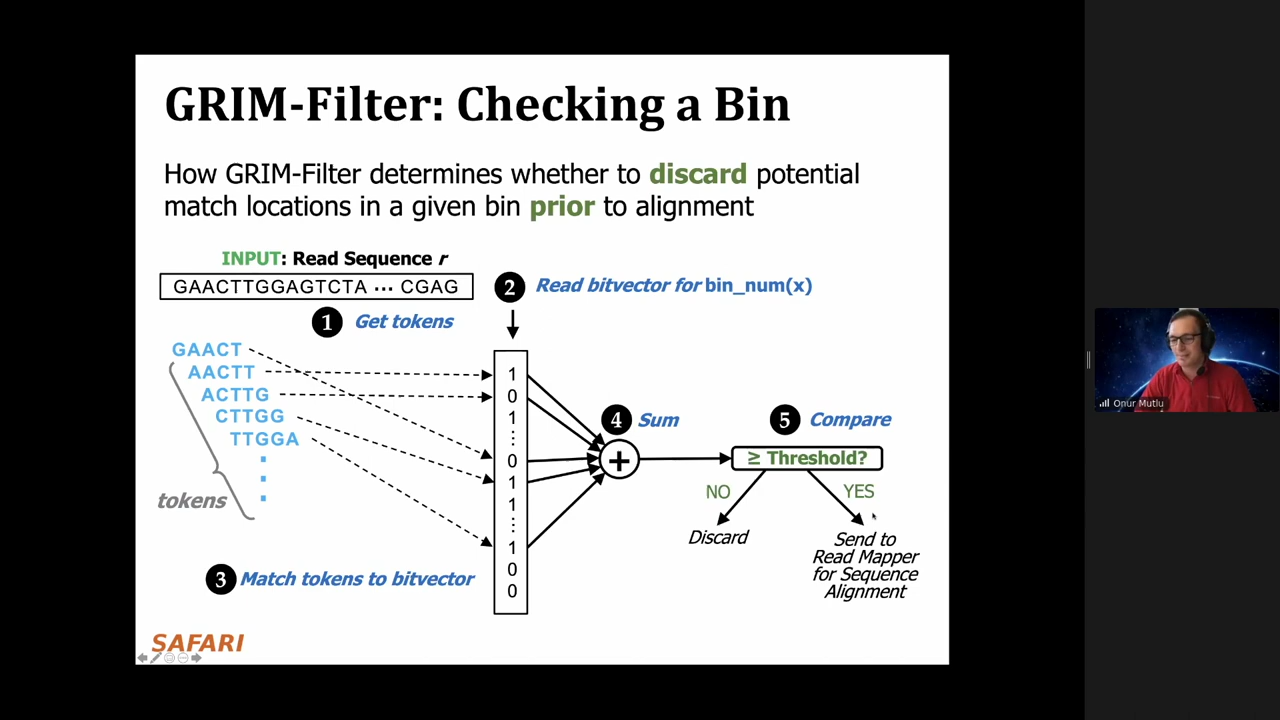 GRIM-Filter: Checking a Bin
How GRIM-Filter determines whether to discard potential
match locations in a given bin prior to alignment
INPUT: Read Sequence r
GAACTTGGAGTCTA ··· CGAG
1 Get tokens
2 Read bitvector for bin_num(x)
GAACT
AACTT
ACTTG
CTTGG
TTGGA
tokens
1
0
1
0
1
1
1
0
0
3 Match tokens to bitvector
4 Sum
+
5 Compare
≥ Threshold?
NO
YES
Discard
Send to
Read Mapper
for Sequence
Alignment
SAFARI
Onur Mutlu